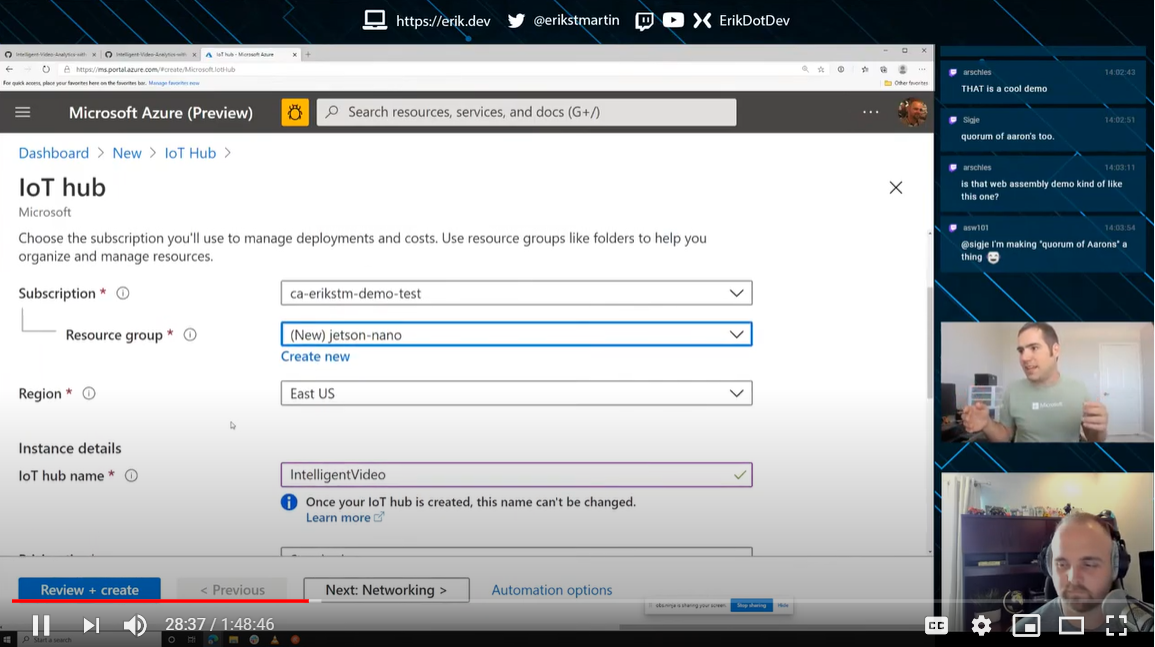 https://erik.dev @erikstmartin ErikDotDev
Intelligent-Video-Analytics-with Intelligent-Video-Analytics-with IoT hub - Microsoft Azure
https://ms.portal.azure.com/#create/Microsoft.IotHub
For quick access, place your favorites here on the favorites bar. Manage favorites now Other favorites
Microsoft Azure (Preview) Search resources, services, and docs (G+/)
Dashboard > New > IoT Hub >
IoT hub
Microsoft
Choose the subscription you'll use to manage deployments and costs. Use resource groups like folders to help you
organize and manage resources.
Subscription * ca-erikstm-demo-test
Resource group * (New) jetson-nano
Create new
Region * East US
Instance details
IoT hub name * IntelligentVideo
Once your IoT hub is created, this name can't be changed.
Learn more
Review + create < Previous Next: Networking > Automation options
is sharing your screen. Stop sharing Hide
28:37 / 1:48:46
CC
Start a search
arschles 14:02:43
THAT is a cool demo
Sigje 14:02:51
quorum of aaron's too.
arschles 14:03:11
is that web assembly demo kind of like
this one?
asw101 14:03:54
@sigje I'm making "quorum of Aarons" a
thing
Microsoft